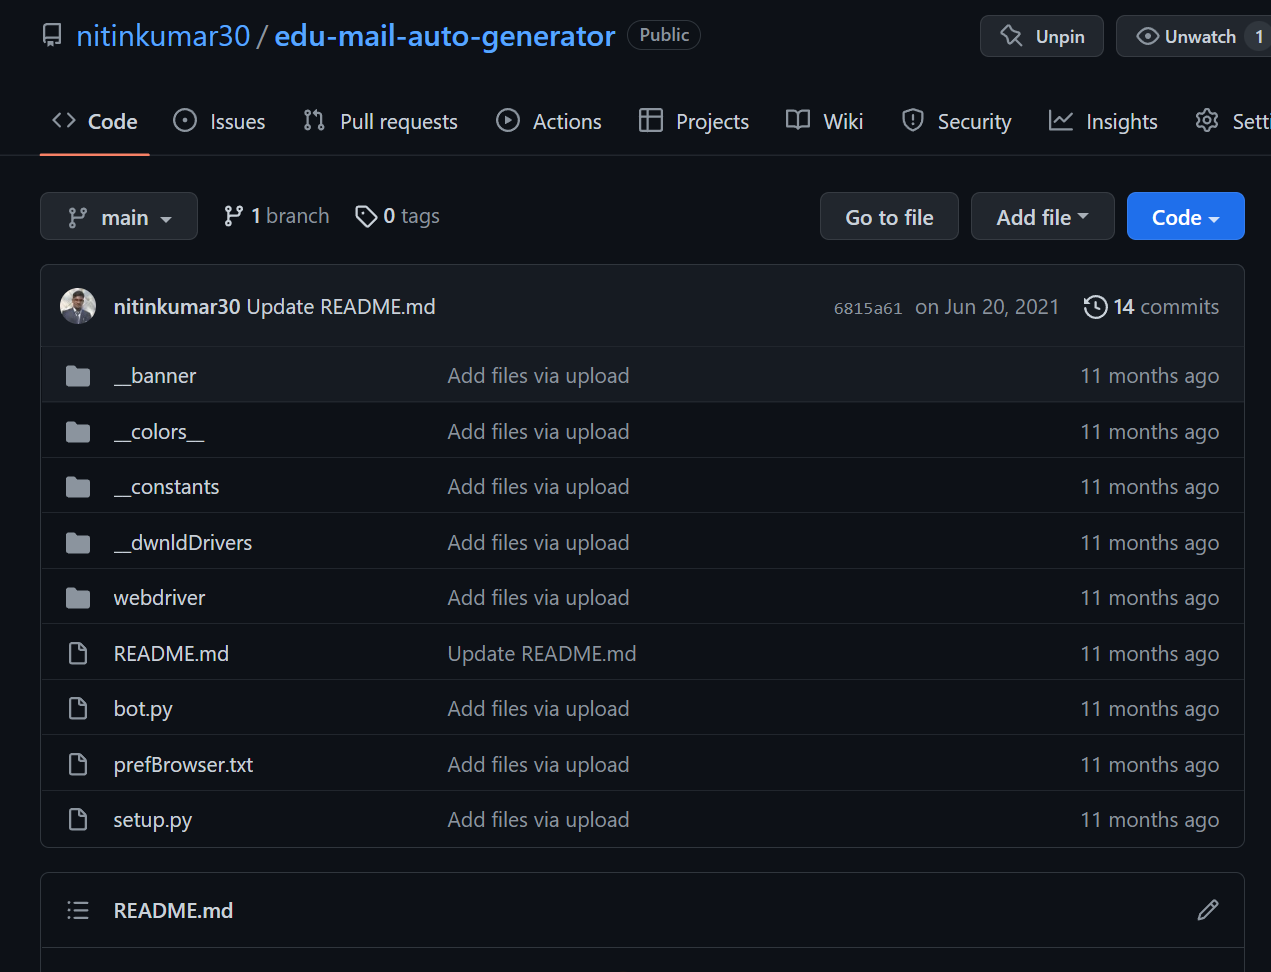 nitinkumar30 / edu-mail-auto-generator Public Unpin Unwatch 1
Code Issues Pull requests Actions Projects Wiki Security Insights Setti
main 1 branch 0 tags Go to file Add file Code
nitinkumar30 Update README.md 6815a61 on Jun 20, 2021 14 commits
__banner Add files via upload 11 months ago
__colors__ Add files via upload 11 months ago
__constants Add files via upload 11 months ago
__dwnldDrivers Add files via upload 11 months ago
webdriver Add files via upload 11 months ago
README.md Update README.md 11 months ago
bot.py Add files via upload 11 months ago
prefBrowser.txt Add files via upload 11 months ago
setup.py Add files via upload 11 months ago
README.md